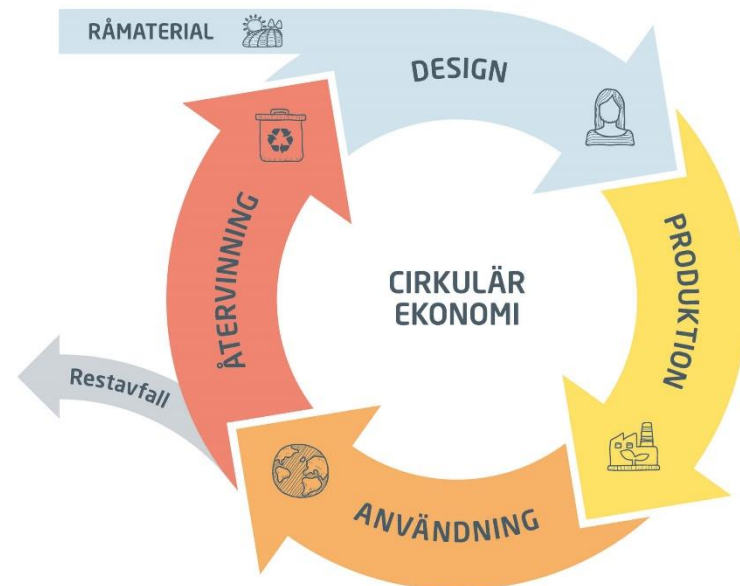 RÅMATERIAL
DESIGN
PRODUKTION
CIRKULÄR
EKONOMI
ANVÄNDNING
ÅTERVINNING
Restavfall